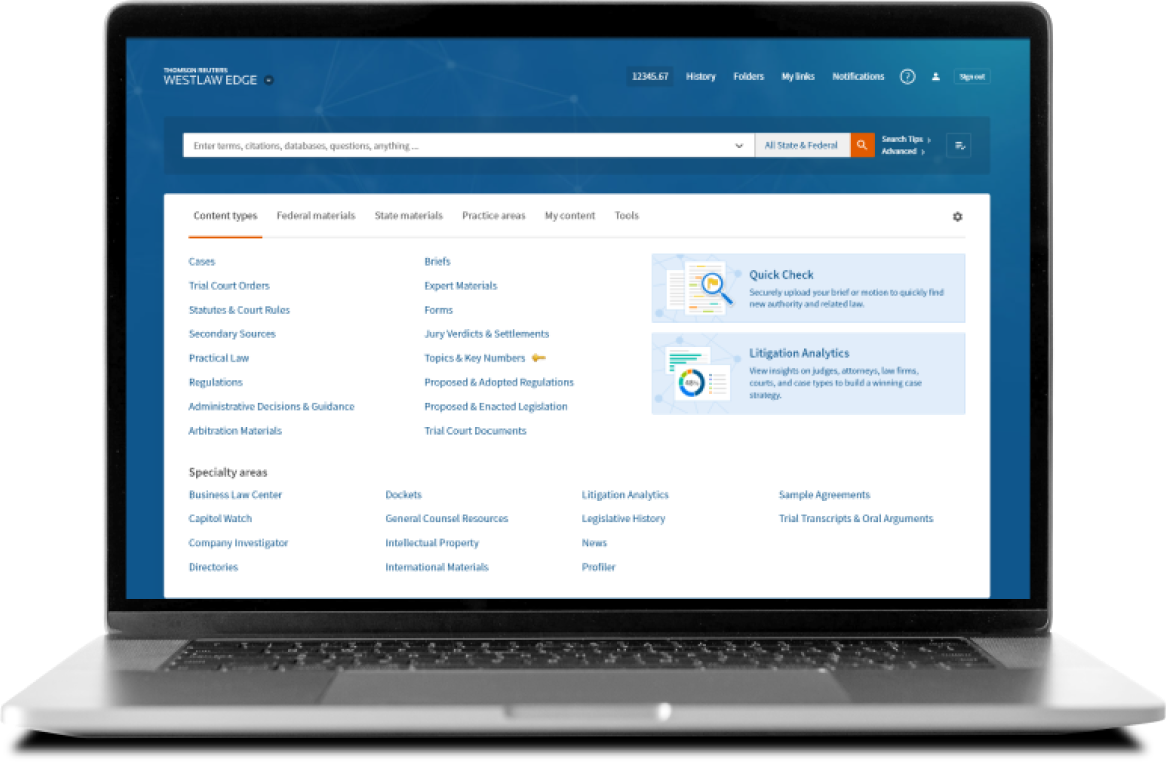 THOMSON REUTERS
WESTLAW EDGE
12345.67 History Folders My links Notifications ? Sign out
Enter terms, citations, databases, questions, anything ... All State & Federal
Search Tips
Advanced
Content types Federal materials State materials Practice areas My content Tools
Cases
Trial Court Orders
Statutes & Court Rules
Secondary Sources
Practical Law
Regulations
Administrative Decisions & Guidance
Arbitration Materials
Briefs
Expert Materials
Forms
Jury Verdicts & Settlements
Topics & Key Numbers
Proposed & Adopted Regulations
Proposed & Enacted Legislation
Trial Court Documents
Quick Check
Securely upload your brief or motion to quickly find
new authority and related law.
Litigation Analytics
View insights on judges, attorneys, law firms,
courts, and case types to build a winning case
strategy.
48%
Specialty areas
Business Law Center
Capitol Watch
Company Investigator
Directories
Dockets
General Counsel Resources
Intellectual Property
International Materials
Litigation Analytics
Legislative History
News
Profiler
Sample Agreements
Trial Transcripts & Oral Arguments